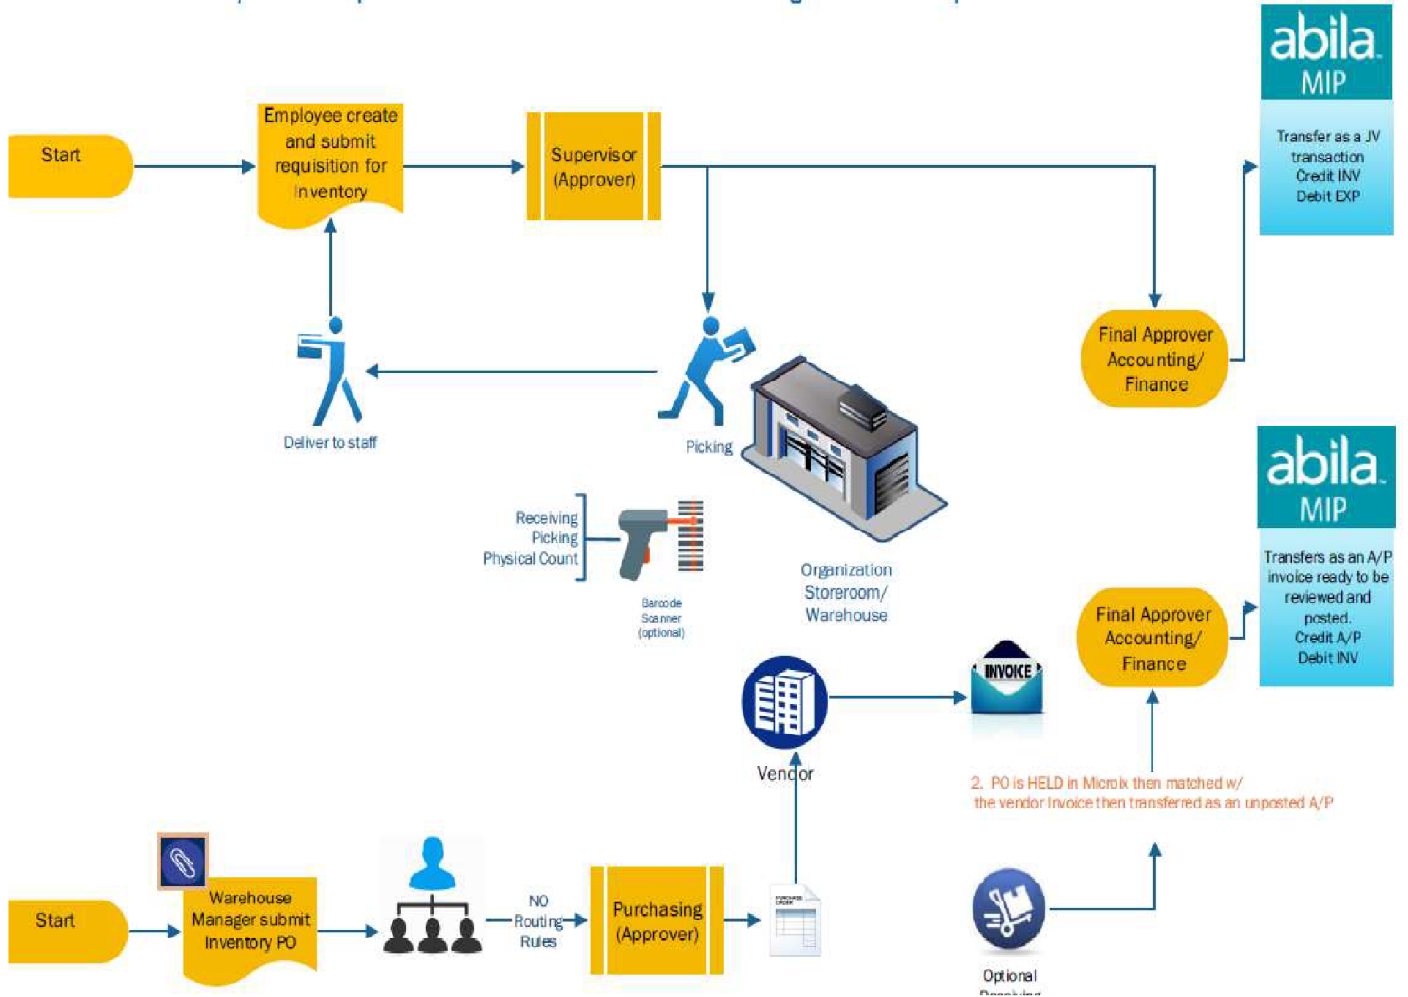 abila
MIP
Transfer as a JV
transaction
Credit INV
Debit EXP
Start
Employee create
and submit
requisition for
Inventory
Supervisor
(Approver)
Final Approver
Accounting/
Finance
Deliver to staff
Picking
Receiving
Picking
Physical Count
Barcode
Scanner
(optional)
Organization
Storeroom/
Warehouse
abila
MIP
Transfers as an A/P
invoice ready to be
reviewed and
posted.
Credit A/P
Debit INV
Final Approver
Accounting/
Finance
INVOICE
Vendor
2. PO is HELD in Microix then matched w/
the vendor Invoice then transferred as an unposted A/P
Start
Warehouse
Manager submit
Inventory PO
NO
Routing
Rules
Purchasing
(Approver)
PURCHASE
ORDER
Optional
Receiving